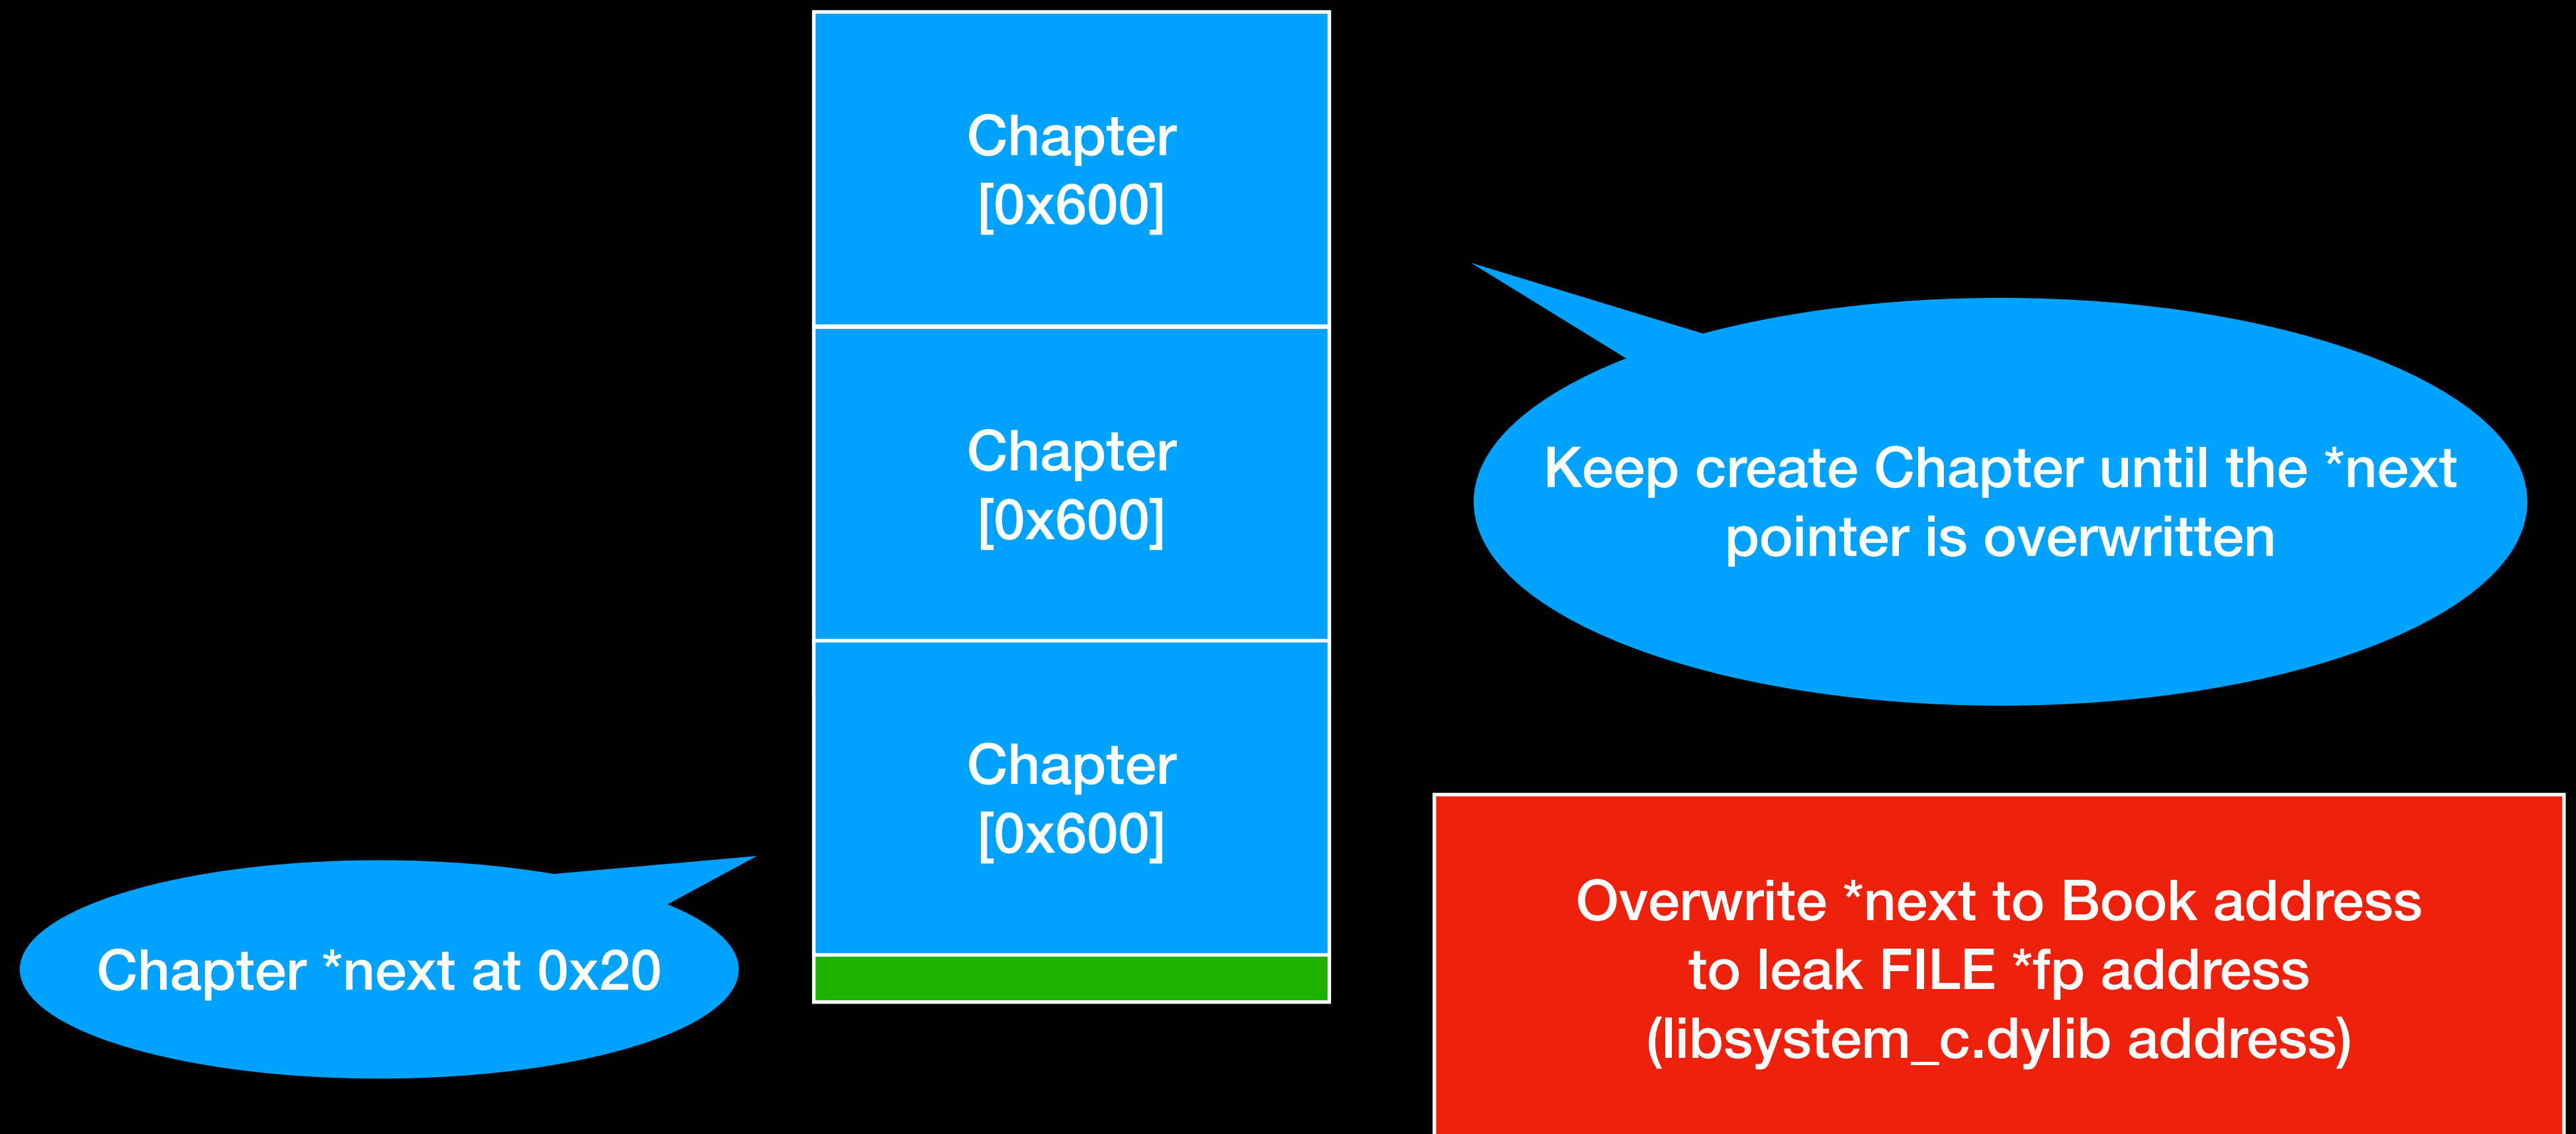 Chapter
[0x600]
Chapter
[0x600]
Chapter
[0x600]
Keep create Chapter until the *next
pointer is overwritten
Chapter *next at 0x20
Overwrite *next to Book address
to leak FILE *fp address
(libsystem_c.dylib address)